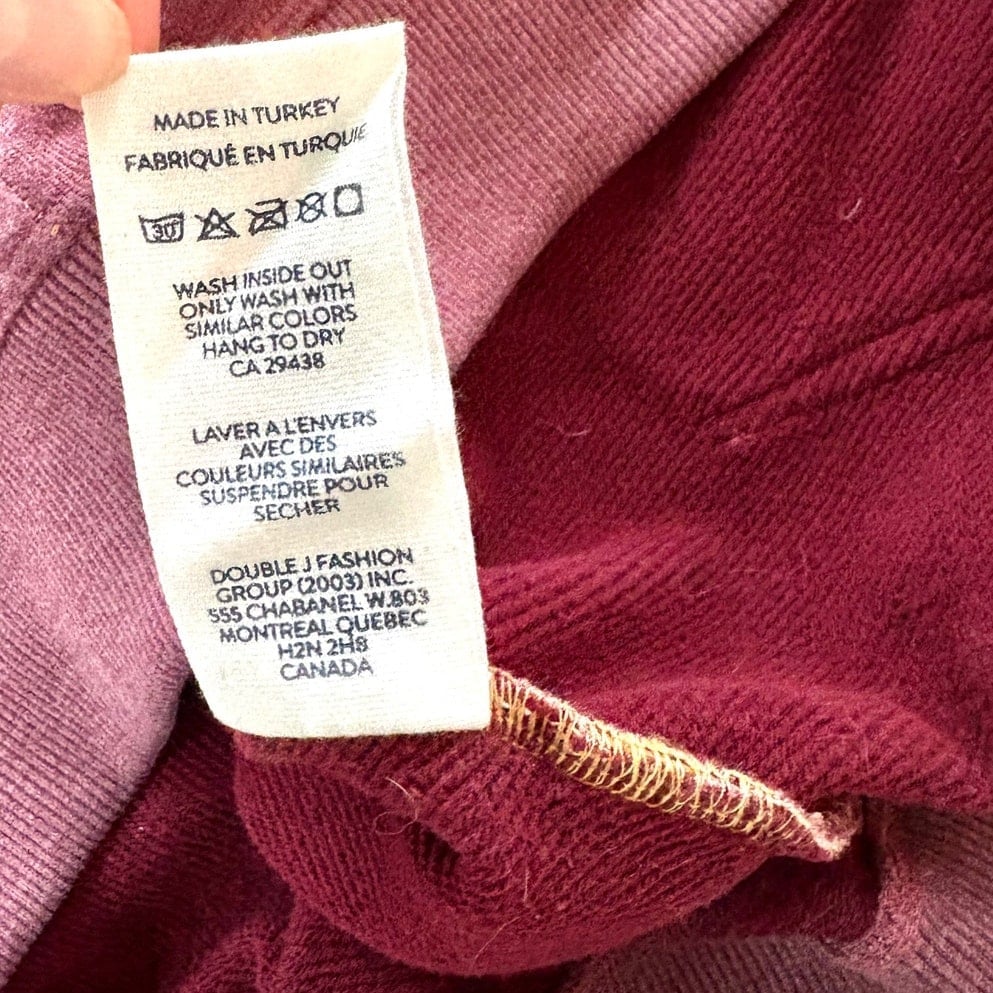 MADE IN TURKEY
FABRIQUÉ EN TURQUIE
30
WASH INSIDE OUT
ONLY WASH WITH
SIMILAR COLORS
HANG TO DRY
CA 29438
LAVER A L'ENVERS
AVEC DES
COULEURS SIMILAIRES
SUSPENDRE POUR
SECHER
DOUBLE J FASHION
GROUP (2003) INC.
555 CHABANEL W.803
MONTREAL QUEBEC
H2N 2H8
CANADA